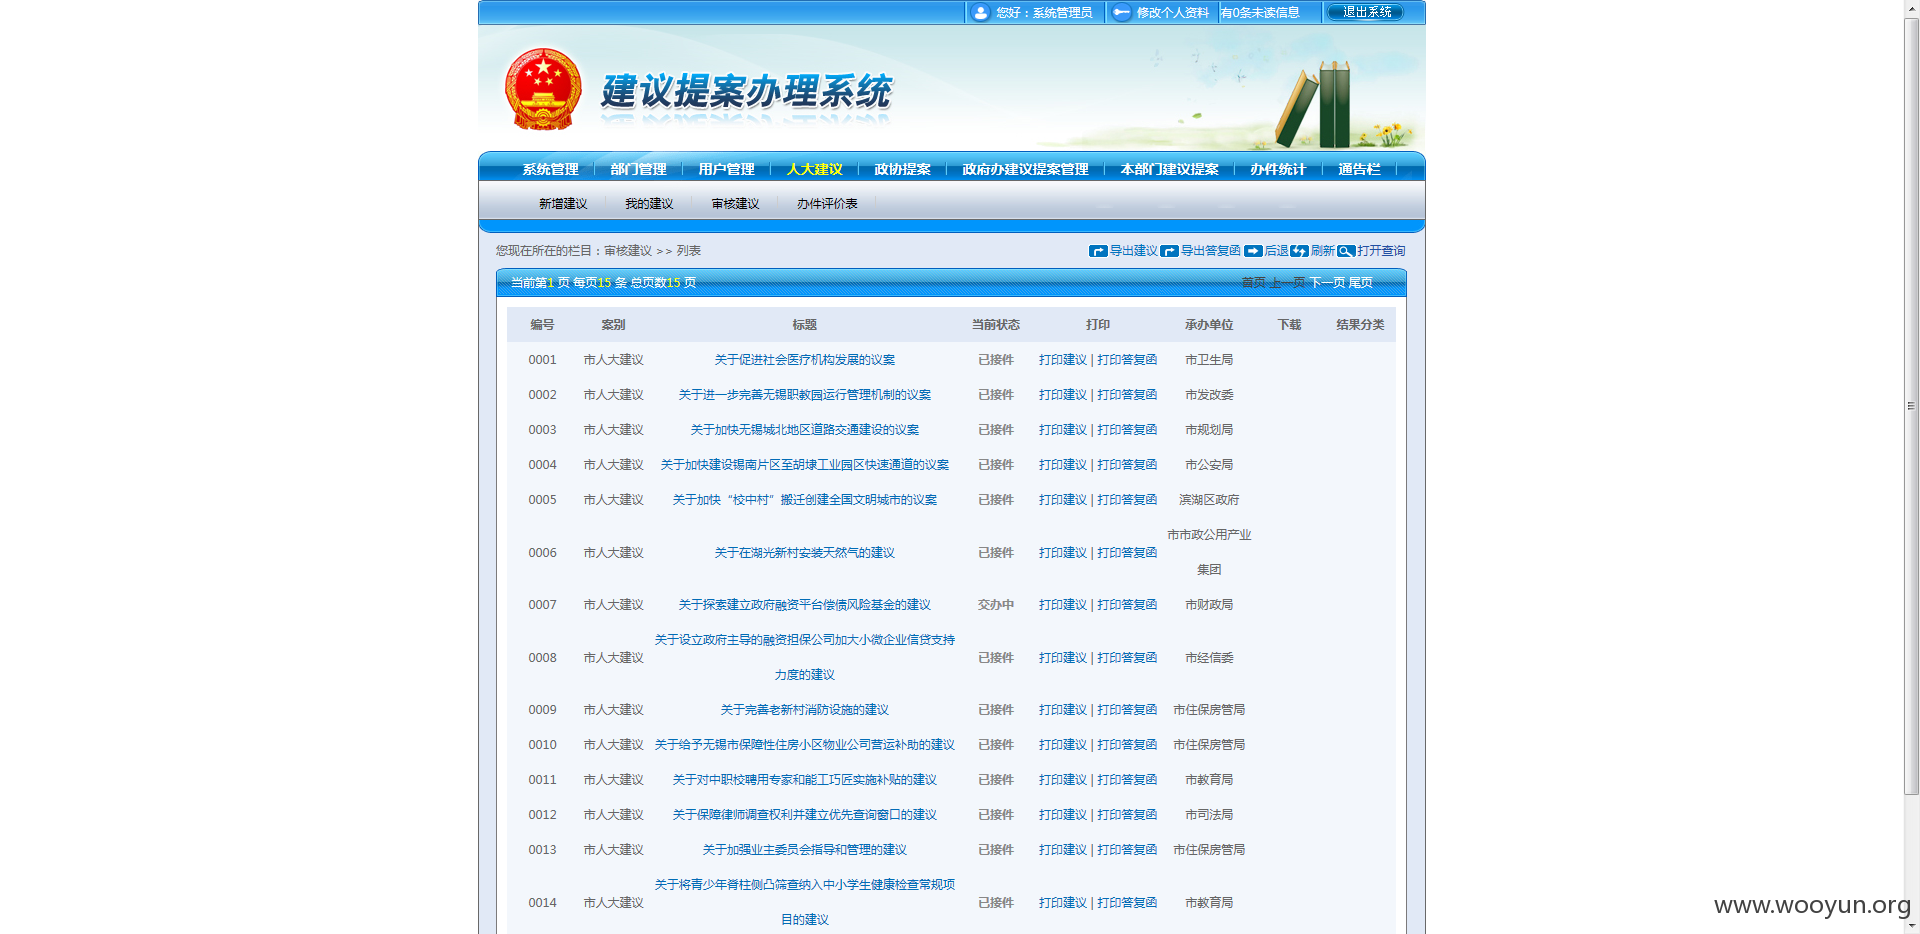 您好：系统管理员 修改个人资料 有0条未读信息 退出系统
建议提案办理系统
系统管理 部门管理 用户管理 人大建议 政协提案 政府办建议提案管理 本部门建议提案 办件统计 通告栏
新增建议 我的建议 审核建议 办件评价表
您现在所在的栏目：审核建议 >> 列表 导出建议 导出答复函 后退 刷新 打开查询
当前第1 页 每页15 条 总页数15 页 首页 上一页 下一页 尾页
编号 案别 标题 当前状态 打印 承办单位 下载 结果分类
0001 市人大建议 关于促进社会医疗机构发展的议案 已接件 打印建议 | 打印答复函 市卫生局
0002 市人大建议 关于进一步完善无锡职教园运行管理机制的议案 已接件 打印建议 | 打印答复函 市发改委
0003 市人大建议 关于加快无锡城北地区道路交通建设的议案 已接件 打印建议 | 打印答复函 市规划局
0004 市人大建议 关于加快建设锡南片区至胡埭工业园区快速通道的议案 已接件 打印建议 | 打印答复函 市公安局
0005 市人大建议 关于加快“校中村”搬迁创建全国文明城市的议案 已接件 打印建议 | 打印答复函 滨湖区政府
0006 市人大建议 关于在湖光新村安装天然气的建议 已接件 打印建议 | 打印答复函 市市政公用产业
集团
0007 市人大建议 关于探索建立政府融资平台偿债风险基金的建议 交办中 打印建议 | 打印答复函 市财政局
0008 市人大建议 关于设立政府主导的融资担保公司加大小微企业信贷支持
力度的建议 已接件 打印建议 | 打印答复函 市经信委
0009 市人大建议 关于完善老新村消防设施的建议 已接件 打印建议 | 打印答复函 市住保房管局
0010 市人大建议 关于给予无锡市保障性住房小区物业公司营运补助的建议 已接件 打印建议 | 打印答复函 市住保房管局
0011 市人大建议 关于对中职校聘用专家和能工巧匠实施补贴的建议 已接件 打印建议 | 打印答复函 市教育局
0012 市人大建议 关于保障律师调查权利并建立优先查询窗口的建议 已接件 打印建议 | 打印答复函 市司法局
0013 市人大建议 关于加强业主委员会指导和管理的建议 已接件 打印建议 | 打印答复函 市住保房管局
0014 市人大建议 关于将青少年脊柱侧凸筛查纳入中小学生健康检查常规项
目的建议 已接件 打印建议 | 打印答复函 市教育局
www.wooyun.org